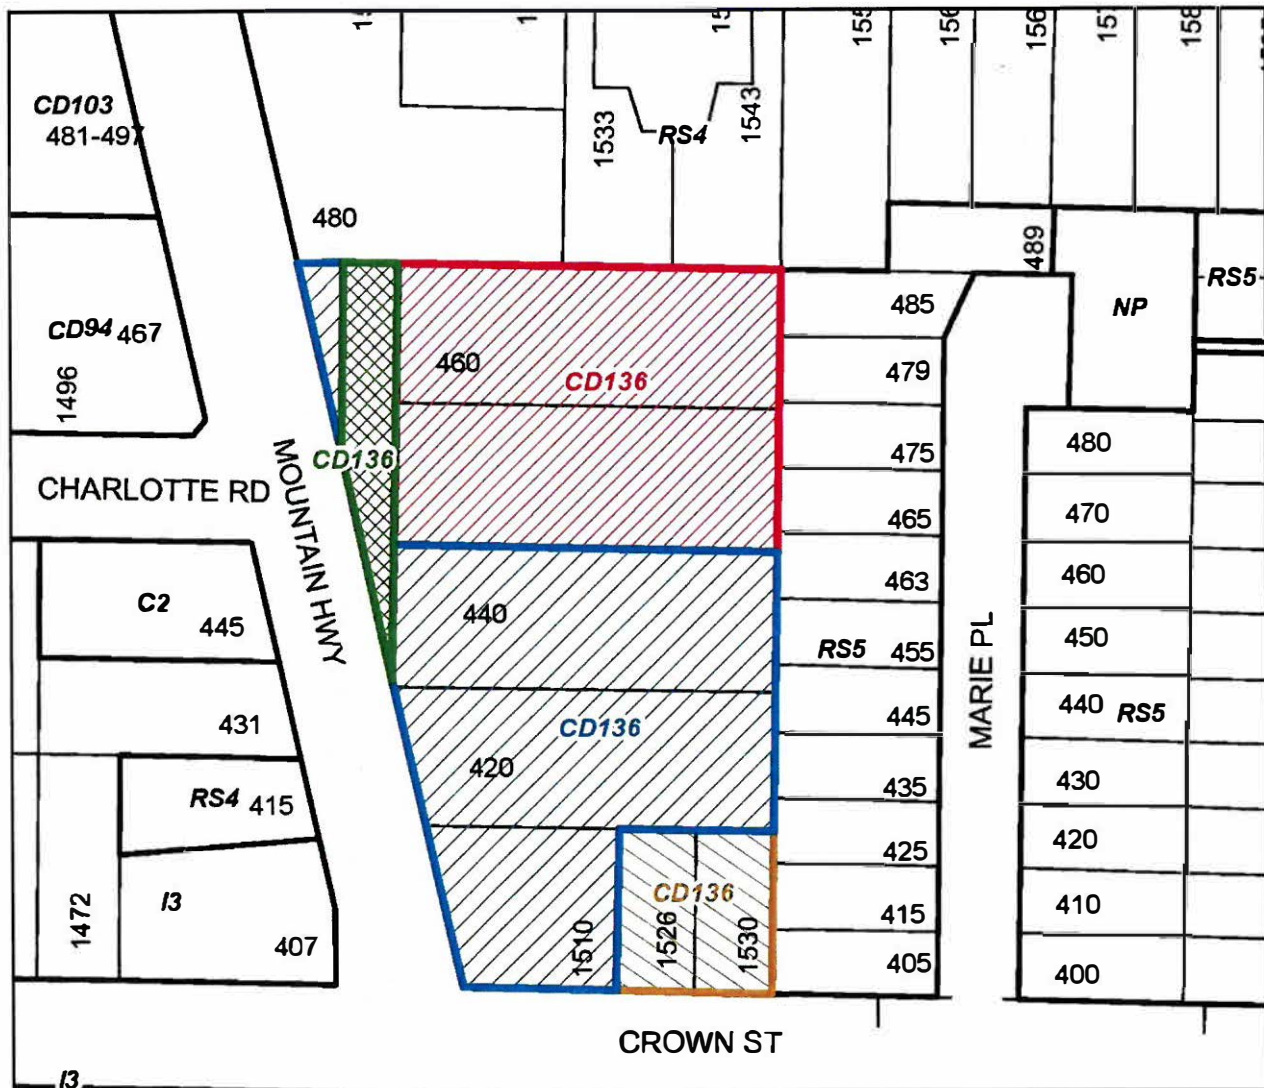 CD103
481-497
480
1533
RS4
1543
489
RS5
NP
485
CD94 467
1496
460
CD136
479
CD136
475
480
CHARLOTTE RD
MOUNTAIN HWY
465
470
463
460
C2
445
440
RS5 455
450
MARIE PL
431
CD136
445
440 RS5
420
435
430
RS4 415
425
420
I3
1472
407
CD136
1510
1526
1530
415
410
405
400
CROWN ST
I3